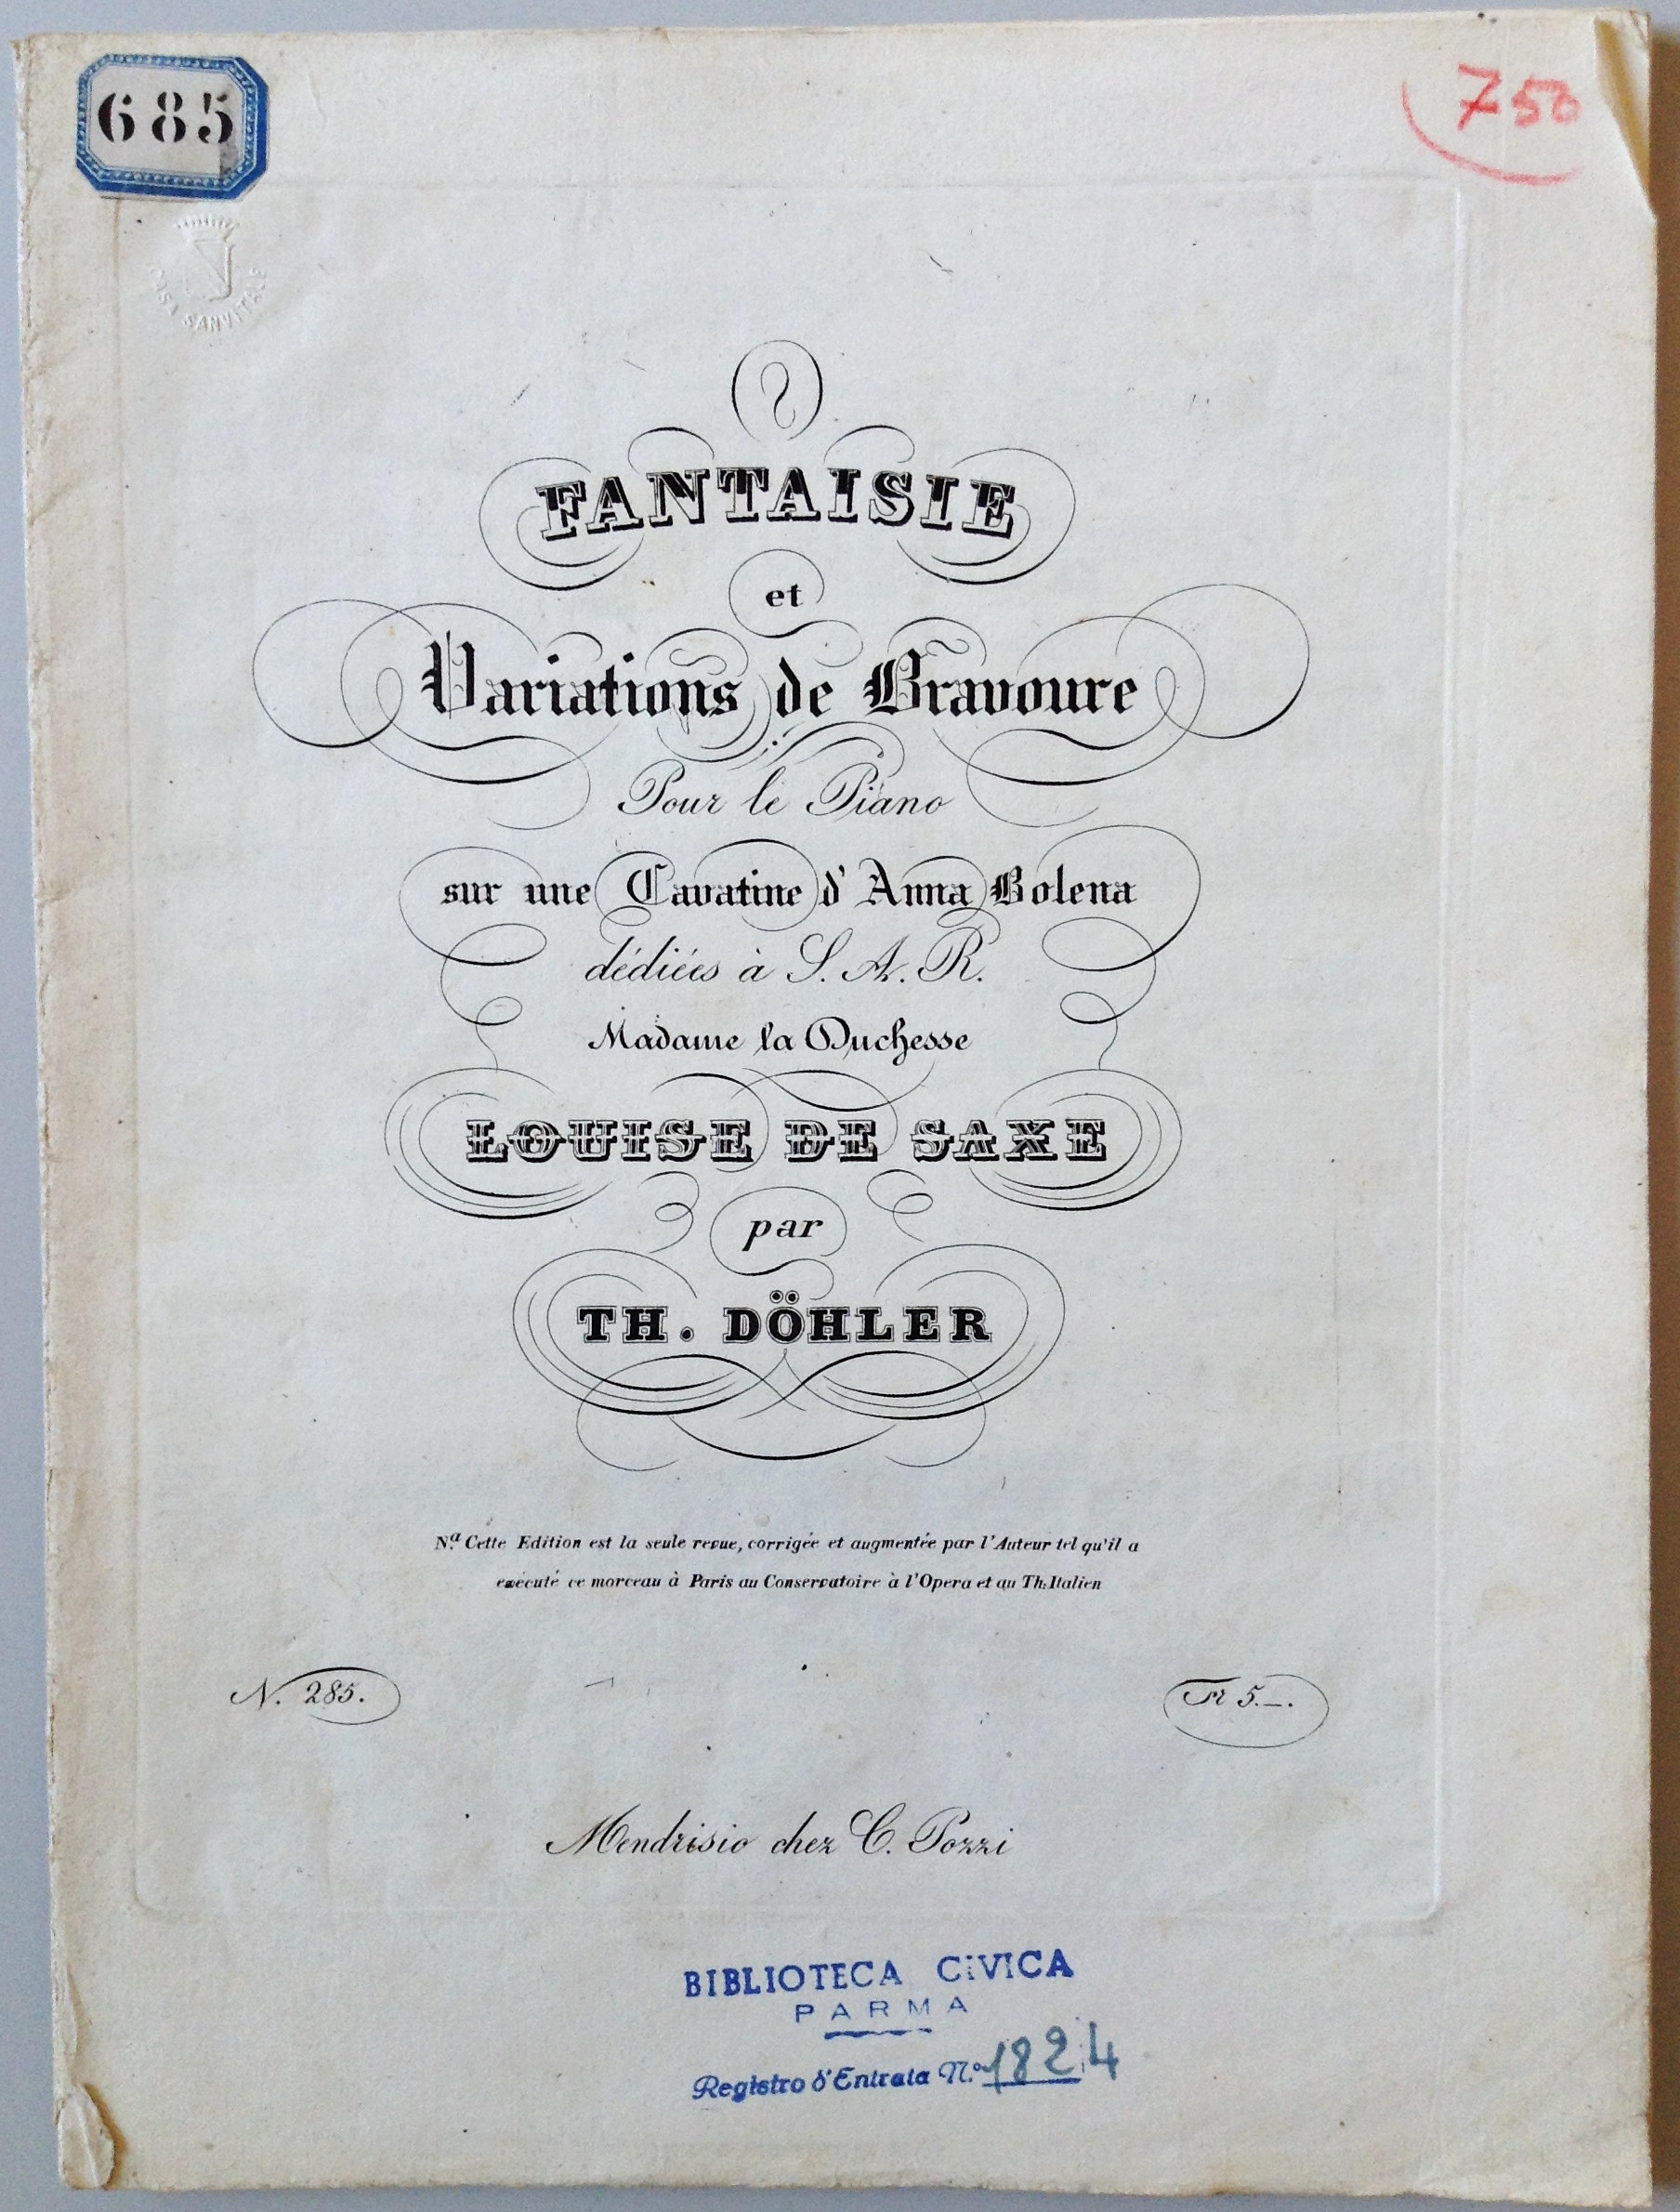 685
750
CASA SANVITALE
FANTAISIE
et
Variations de Bravoure
Pour le Piano
sur une Cavatine d'Anna Bolena
dédiées à S. A. R.
Madame la Duchesse
LOUISE DE SAXE
par
TH. DÖHLER
N.a Cette Edition est la seule revue, corrigée et augmentée par l'Auteur tel qu'il a
exécuté ce morceau à Paris au Conservatoire à l'Opera et au Th: Italien
N. 285.
Fr 5.—.
Mendrisio chez C. Pozzi
BIBLIOTECA CIVICA
PARMA
Registro d'Entrata N.o 1824